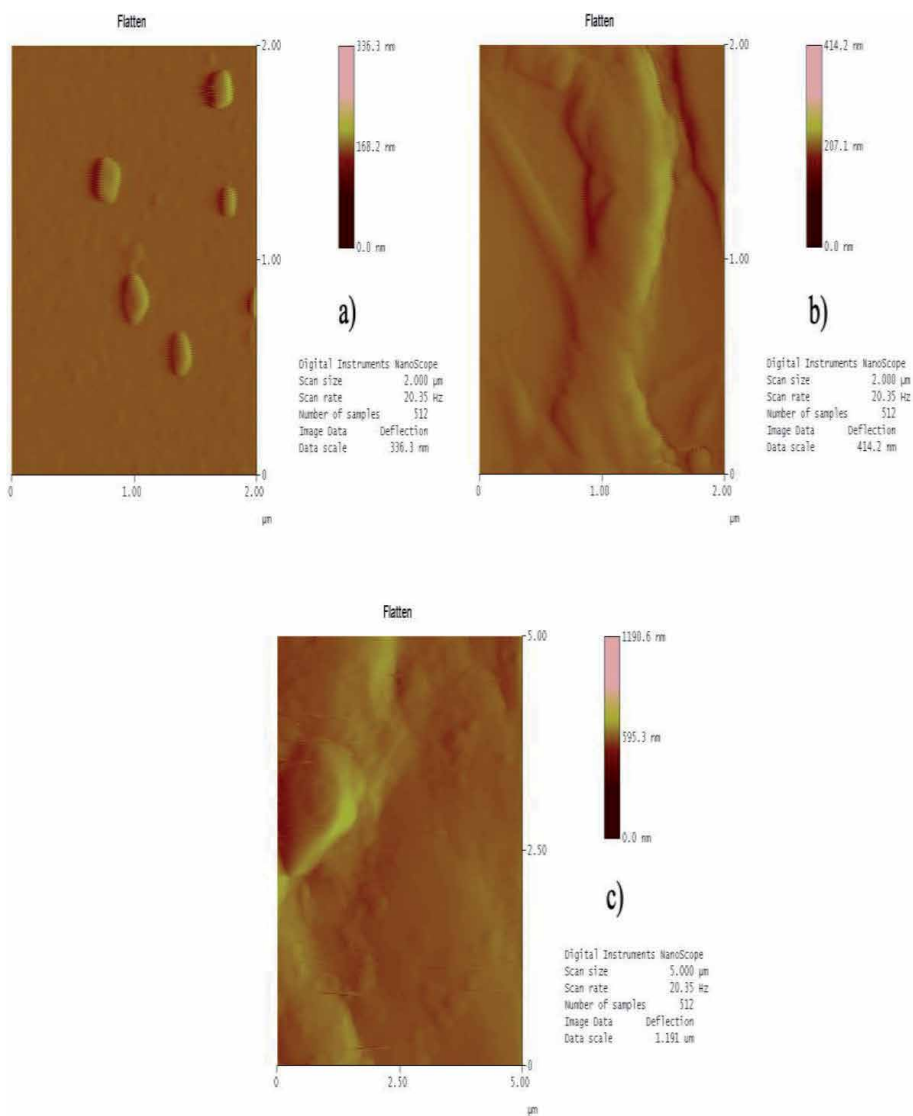 Flatten
2.00
1.00
0
0 1.00 2.00
µm
336.3 nm
168.2 nm
0.0 nm
a)
Digital Instruments NanoScope
Scan size 2.000 µm
Scan rate 20.35 Hz
Number of samples 512
Image Data Deflection
Data scale 336.3 nm
Flatten
2.00
1.00
0
0 1.00 2.00
µm
414.2 nm
207.1 nm
0.0 nm
b)
Digital Instruments NanoScope
Scan size 2.000 µm
Scan rate 20.35 Hz
Number of samples 512
Image Data Deflection
Data scale 414.2 nm
Flatten
5.00
2.50
0
0 2.50 5.00
µm
1190.6 nm
595.3 nm
0.0 nm
c)
Digital Instruments NanoScope
Scan size 5.000 µm
Scan rate 20.35 Hz
Number of samples 512
Image Data Deflection
Data scale 1.191 um